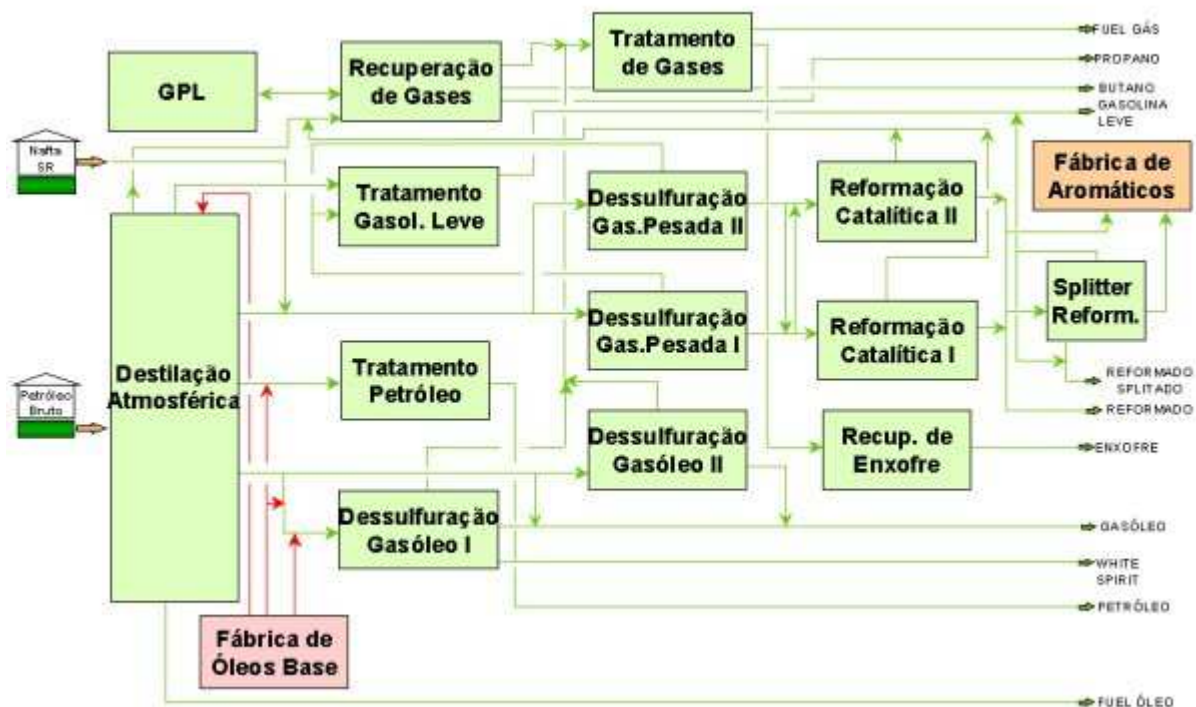 FUEL GÁS
Tratamento
de Gases
PROPANO
Recuperação
de Gases
GPL
BUTANO
GASOLINA
LEVE
Nafta
SR
Fábrica de
Aromáticos
Tratamento
Gasol. Leve
Dessulfuração
Gas.Pesada II
Reformação
Catalítica II
Splitter
Reform.
Dessulfuração
Gas.Pesada I
Reformação
Catalítica I
Destilação
Atmosférica
Tratamento
Petróleo
REFORMADO
SPLITADO
REFORMADO
Petróleo
Bruto
Dessulfuração
Gasóleo II
Recup. de
Enxofre
ENXOFRE
Dessulfuração
Gasóleo I
GASÓLEO
WHITE
SPIRIT
PETRÓLEO
Fábrica de
Óleos Base
FUEL ÓLEO